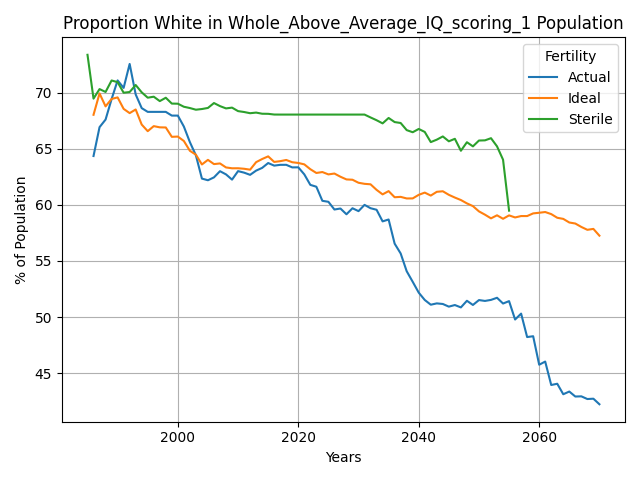 Proportion White in Whole_Above_Average_IQ_scoring_1 Population
Fertility
Actual
Ideal
Sterile
% of Population
70
65
60
55
50
45
2000
2020
2040
2060
Years